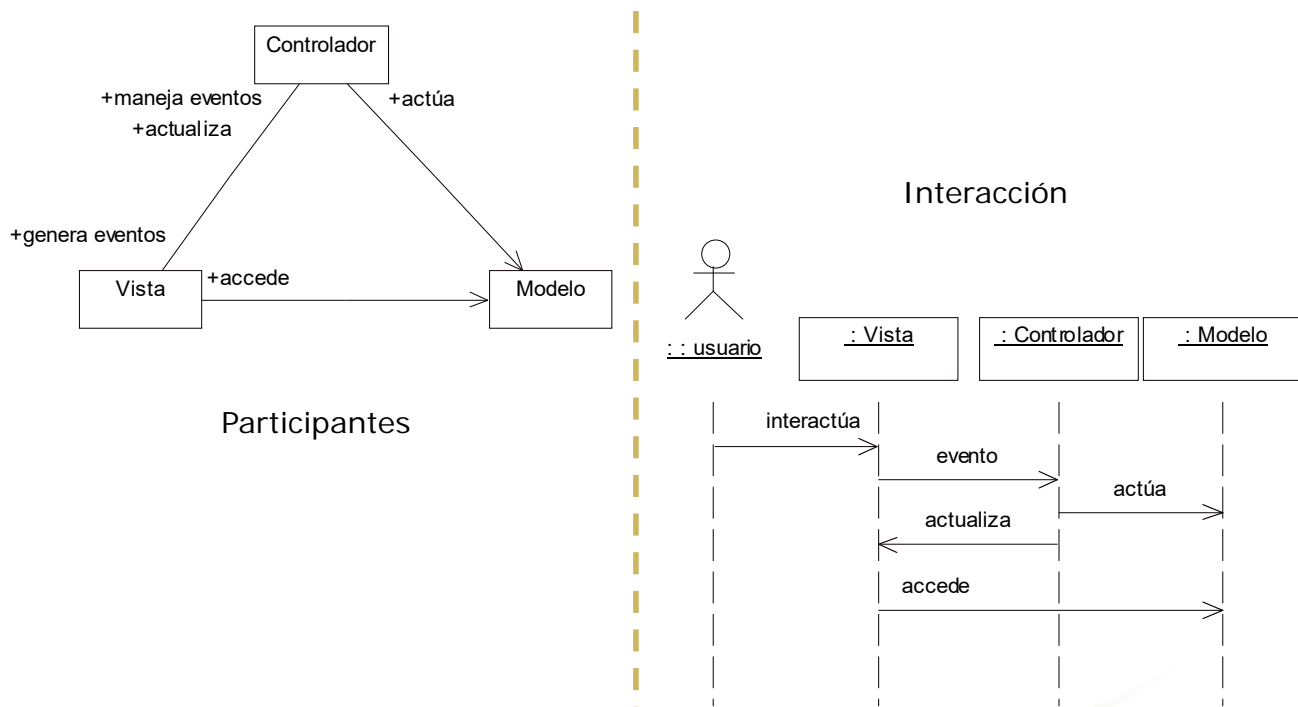 Controlador
+maneja eventos
+actualiza
+actúa
+genera eventos
Vista
+accede
Modelo
Participantes
Interacción
: : usuario
: Vista
: Controlador
: Modelo
interactúa
evento
actúa
actualiza
accede